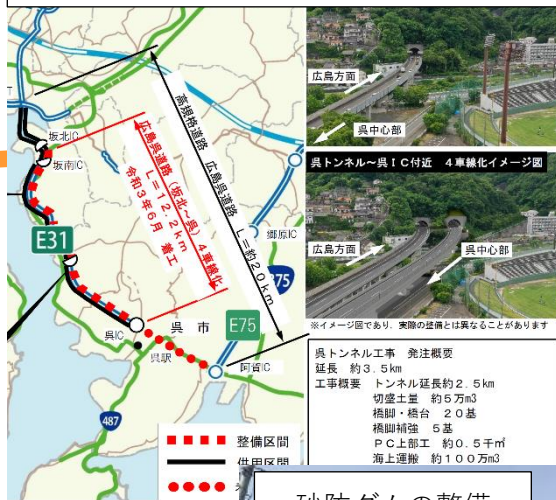 坂北IC
坂南IC
E31
高規格道路 広島呉道路 L=約20km
広島呉道路(坂北~呉)4車線化
L=12.2km
令和3年6月 着工
郷原IC
375
呉市
E75
呉IC
呉駅
阿賀IC
487
整備区間
供用区間
広島方面
呉中心部
呉トンネル~呉IC付近 4車線化イメージ図
広島方面
呉中心部
※イメージ図であり、実際の整備とは異なることがあります
呉トンネル工事 発注概要
延長 約3.5km
工事概要 トンネル延長約2.5km
切盛土量 約5万m3
橋脚・橋台 20基
橋脚補強 5基
PC上部工 約0.5千㎡
海上運搬 約100万m3
砂防ダムの整備